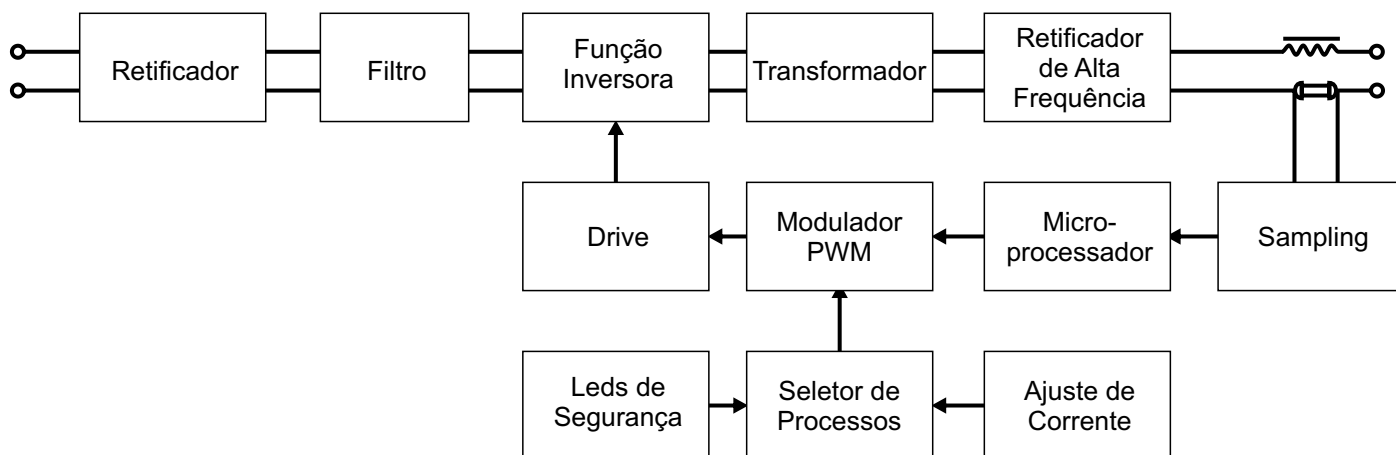 Retificador
Filtro
Função
Inversora
Transformador
Retificador
de Alta
Frequência
Drive
Modulador
PWM
Micro-
processador
Sampling
Leds de
Segurança
Seletor de
Processos
Ajuste de
Corrente